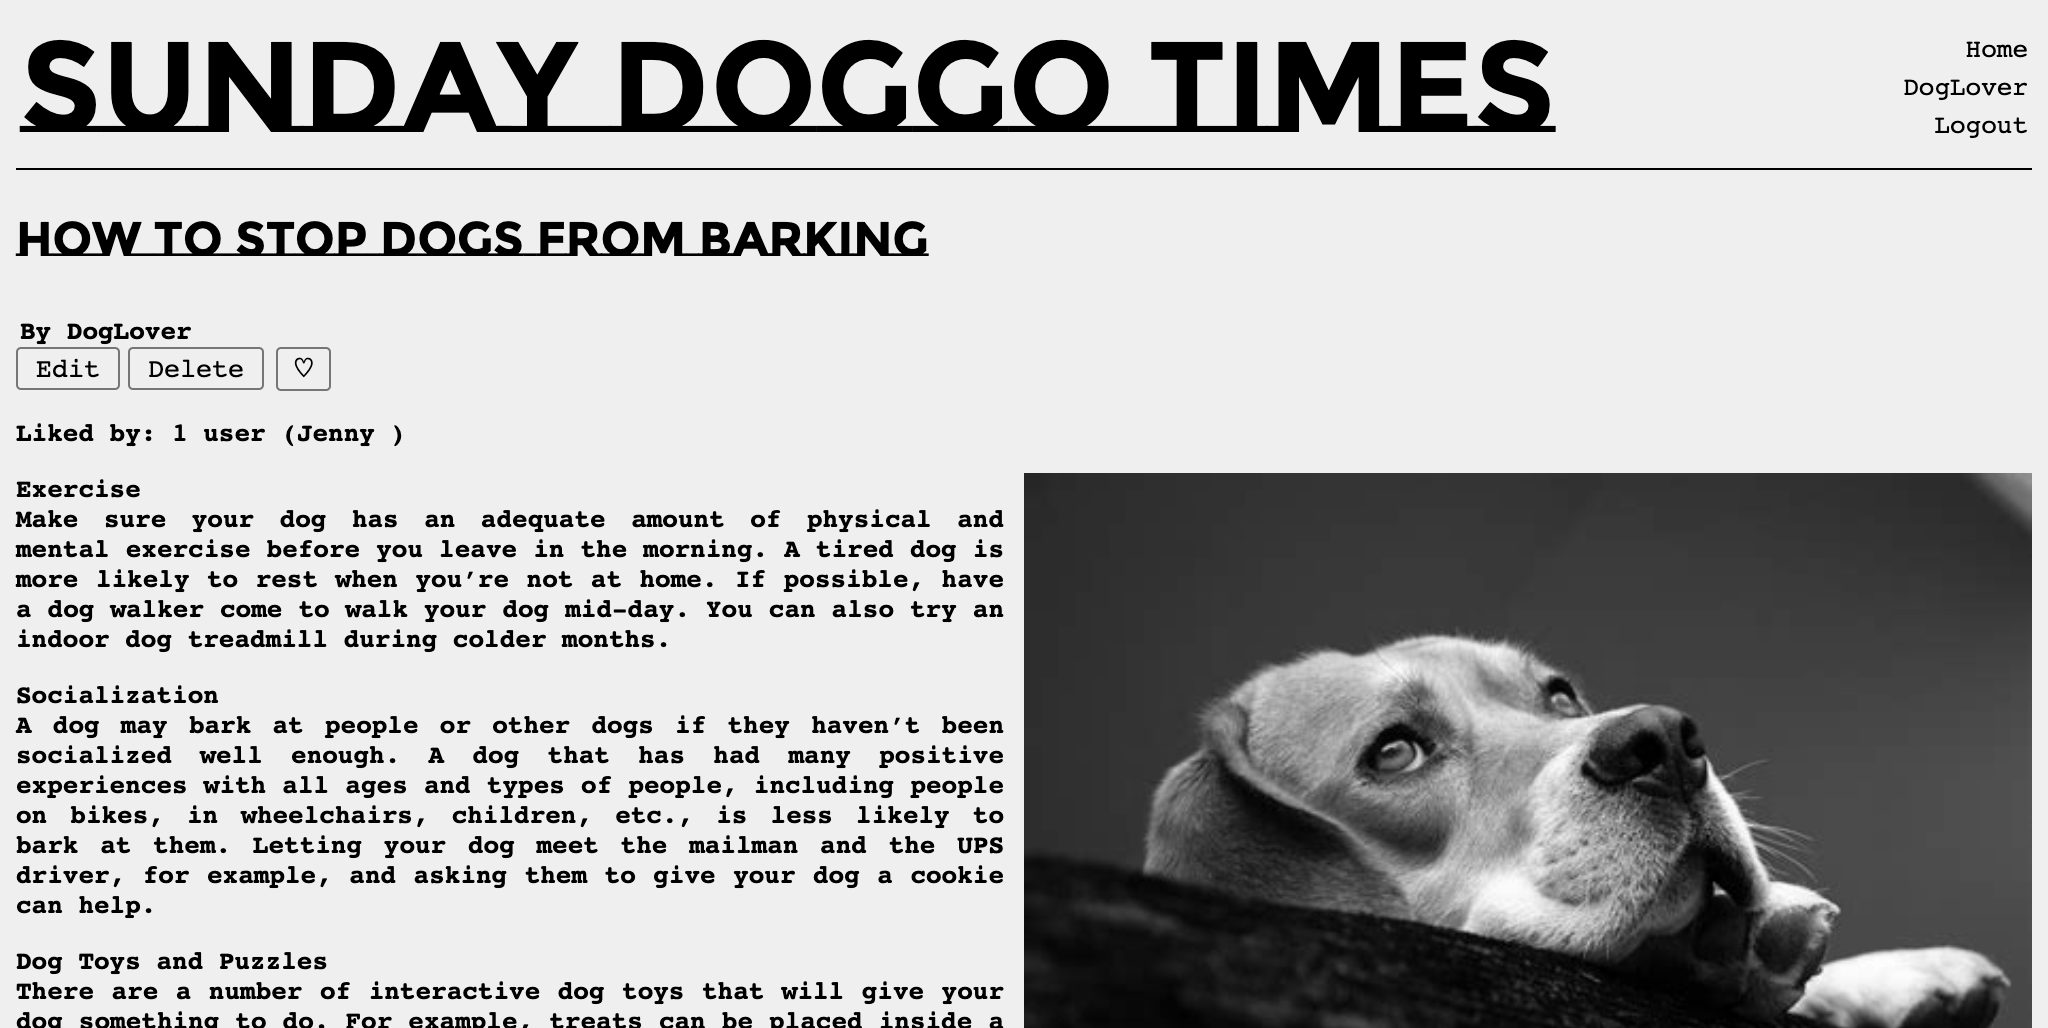 SUNDAY DOGGO TIMES
Home
DogLover
Logout
HOW TO STOP DOGS FROM BARKING
By DogLover
Edit Delete ♡
Liked by: 1 user (Jenny )
Exercise
Make sure your dog has an adequate amount of physical and
mental exercise before you leave in the morning. A tired dog is
more likely to rest when you’re not at home. If possible, have
a dog walker come to walk your dog mid-day. You can also try an
indoor dog treadmill during colder months.
Socialization
A dog may bark at people or other dogs if they haven’t been
socialized well enough. A dog that has had many positive
experiences with all ages and types of people, including people
on bikes, in wheelchairs, children, etc., is less likely to
bark at them. Letting your dog meet the mailman and the UPS
driver, for example, and asking them to give your dog a cookie
can help.
Dog Toys and Puzzles
There are a number of interactive dog toys that will give your
dog something to do. For example, treats can be placed inside a